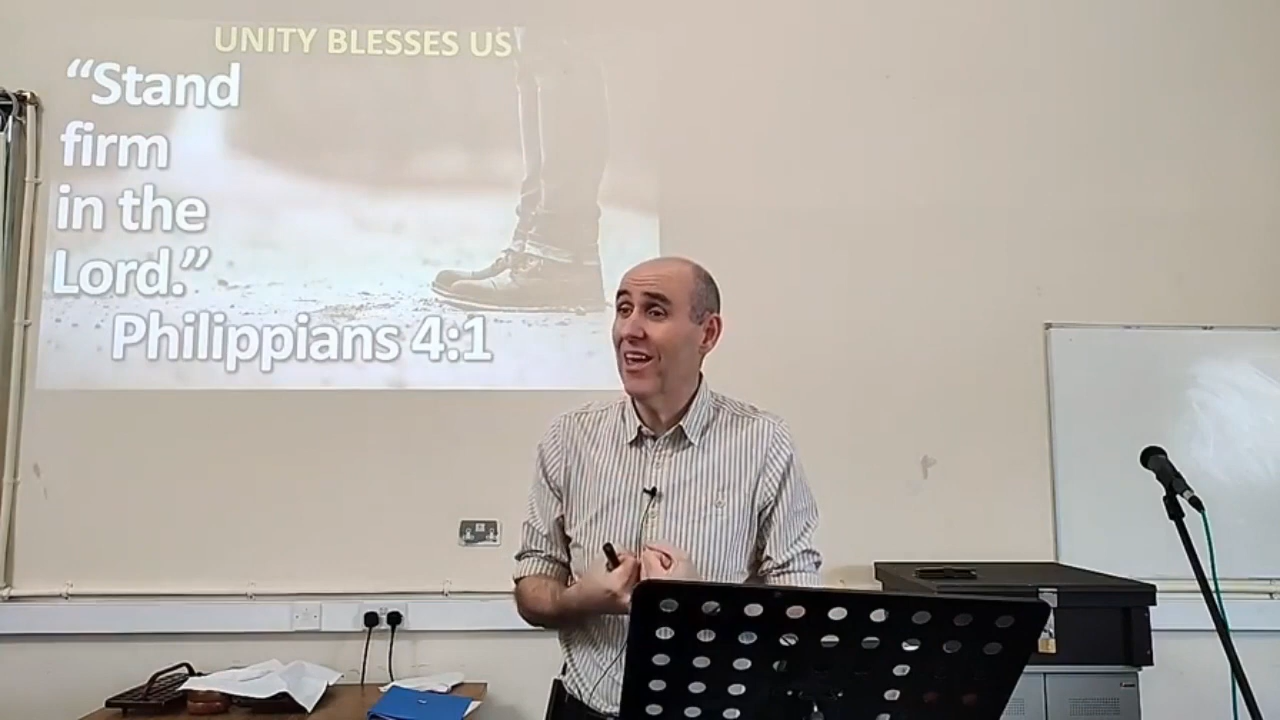 UNITY BLESSES US
“Stand
firm
in the
Lord.”
Philippians 4:1